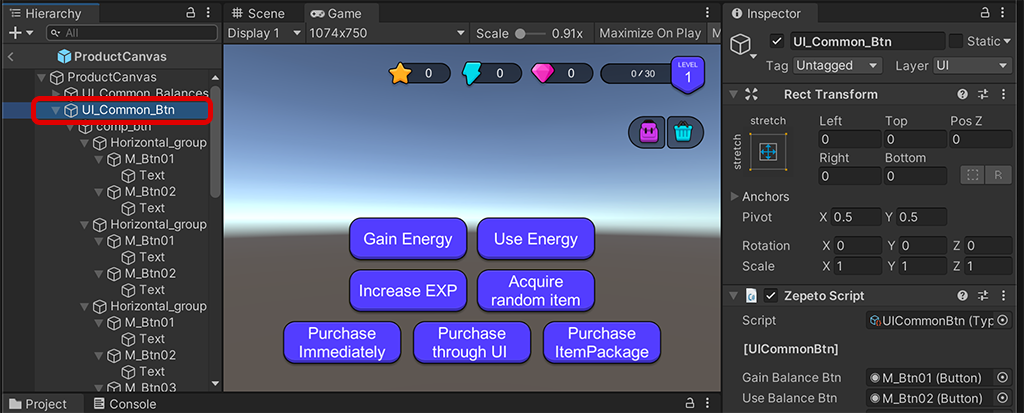 Hierarchy
All
ProductCanvas
ProductCanvas
UI_Common_Balances
UI_Common_Btn
comp_btn
Horizontal_group
M_Btn01
Text
M_Btn02
Text
Horizontal_group
M_Btn01
Text
M_Btn02
Text
Horizontal_group
M_Btn01
Text
M_Btn02
Text
M_Btn03
Project
Console
Scene
Game
Display 1
1074x750
Scale
0.91x
Maximize On Play
M
0
0
0
0 / 30
LEVEL
1
Gain Energy
Use Energy
Increase EXP
Acquire
random item
Purchase
Immediately
Purchase
through UI
Purchase
ItemPackage
Inspector
UI_Common_Btn
Static
Tag
Untagged
Layer
UI
Rect Transform
stretch
stretch
Left
Top
Pos Z
0
0
0
Right
Bottom
0
0
R
Anchors
Pivot
X 0.5
Y 0.5
Rotation
X 0
Y 0
Z 0
Scale
X 1
Y 1
Z 1
Zepeto Script
Script
UICommonBtn (Typ
[UICommonBtn]
Gain Balance Btn
M_Btn01 (Button)
Use Balance Btn
M_Btn02 (Button)